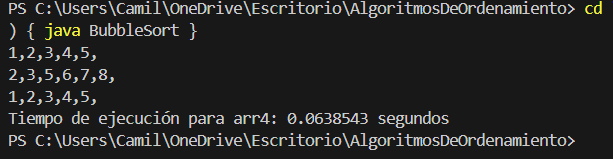 PS C:\Users\Camil\OneDrive\Escritorio\AlgoritmosDeOrdenamiento> cd
) { java BubbleSort }
1,2,3,4,5,
2,3,5,6,7,8,
1,2,3,4,5,
Tiempo de ejecución para arr4: 0.0638543 segundos
PS C:\Users\Camil\OneDrive\Escritorio\AlgoritmosDeOrdenamiento>